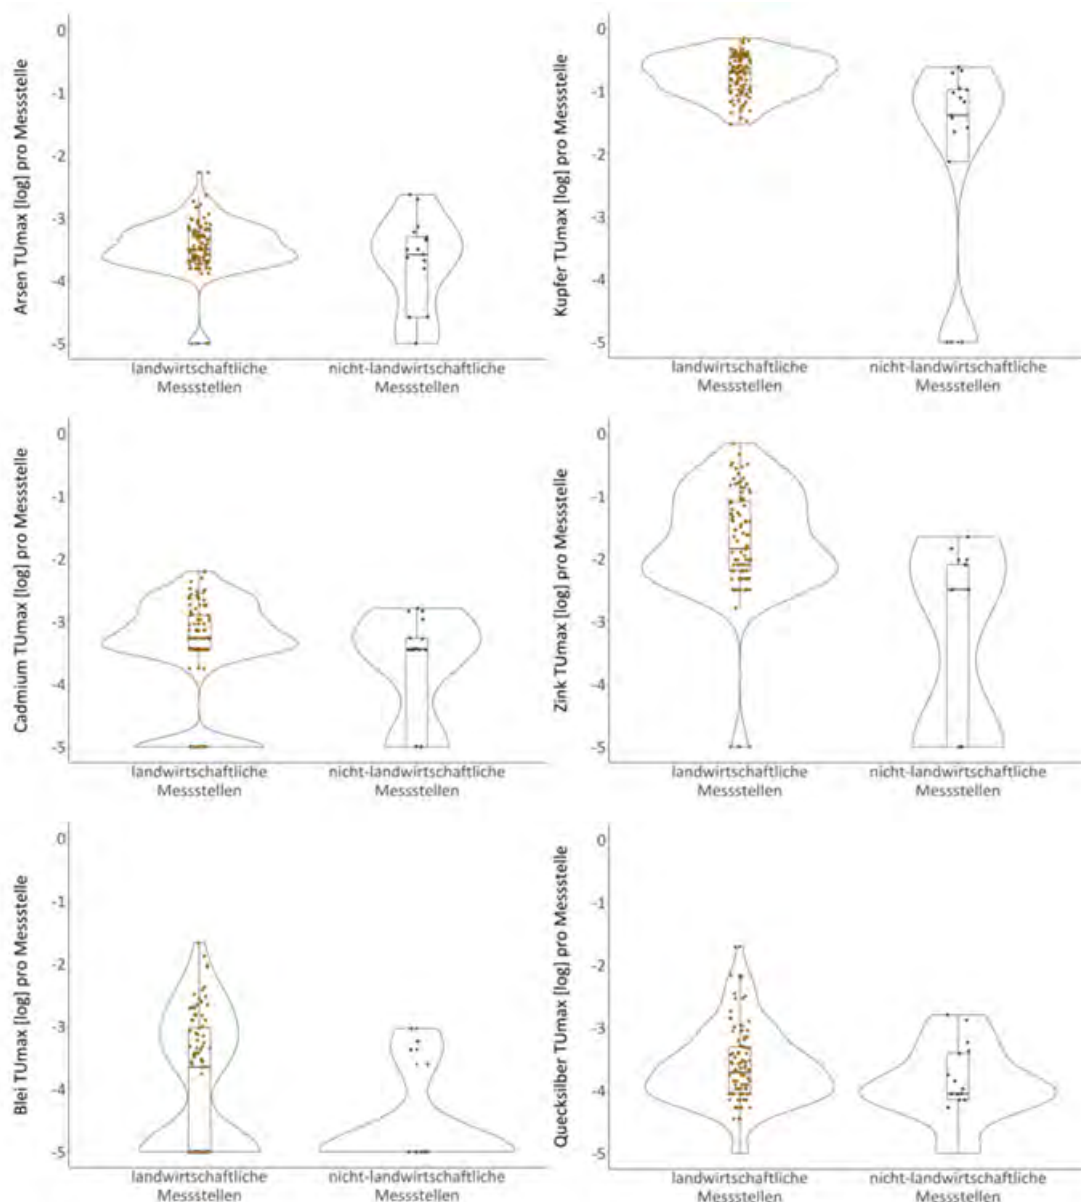 Arsen TUmax [log] pro Messstelle
0
-1
-2
-3
-4
-5
landwirtschaftliche
Messstellen
nicht-landwirtschaftliche
Messstellen
Kupfer TUmax [log] pro Messstelle
0
-1
-2
-3
-4
-5
landwirtschaftliche
Messstellen
nicht-landwirtschaftliche
Messstellen
Cadmium TUmax [log] pro Messstelle
0
-1
-2
-3
-4
-5
landwirtschaftliche
Messstellen
nicht-landwirtschaftliche
Messstellen
Zink TUmax [log] pro Messstelle
0
-1
-2
-3
-4
-5
landwirtschaftliche
Messstellen
nicht-landwirtschaftliche
Messstellen
Blei TUmax [log] pro Messstelle
0
-1
-2
-3
-4
-5
landwirtschaftliche
Messstellen
nicht-landwirtschaftliche
Messstellen
Quecksilber TUmax [log] pro Messstelle
0
-1
-2
-3
-4
-5
landwirtschaftliche
Messstellen
nicht-landwirtschaftliche
Messstellen